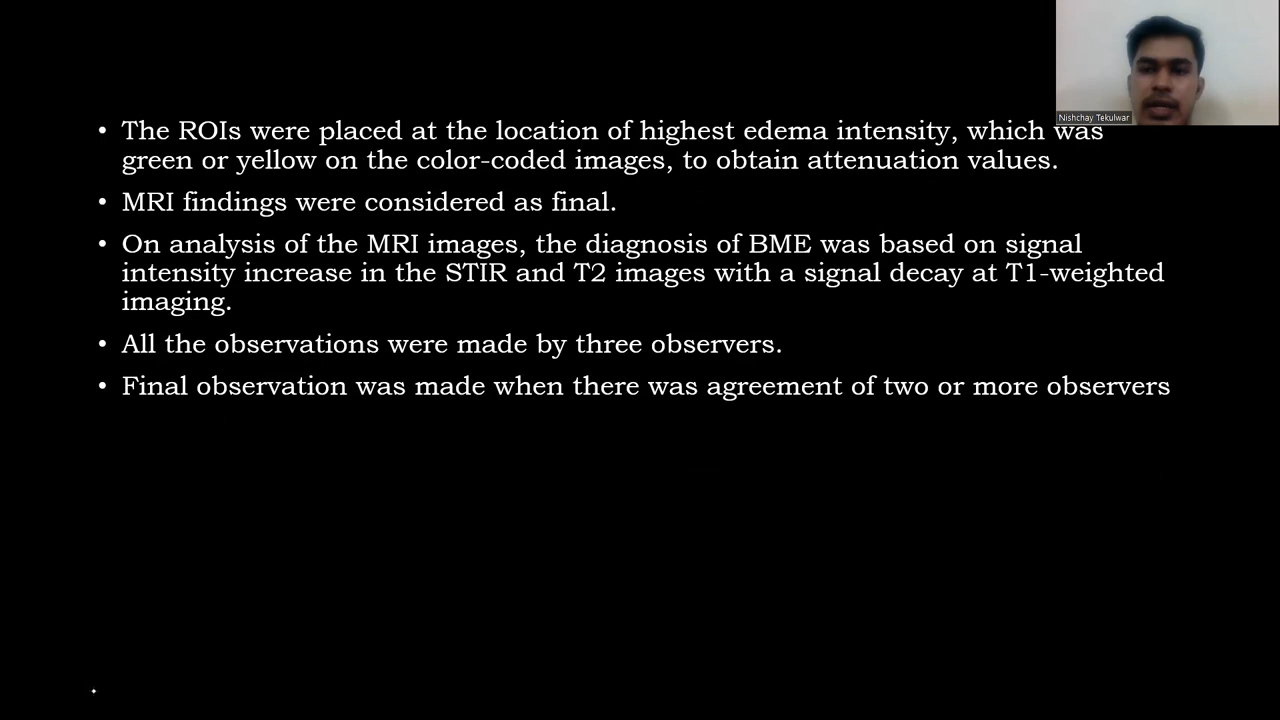 Nishchay Tekulwar
• The ROIs were placed at the location of highest edema intensity, which was
green or yellow on the color-coded images, to obtain attenuation values.
• MRI findings were considered as final.
• On analysis of the MRI images, the diagnosis of BME was based on signal
intensity increase in the STIR and T2 images with a signal decay at T1-weighted
imaging.
• All the observations were made by three observers.
• Final observation was made when there was agreement of two or more observers